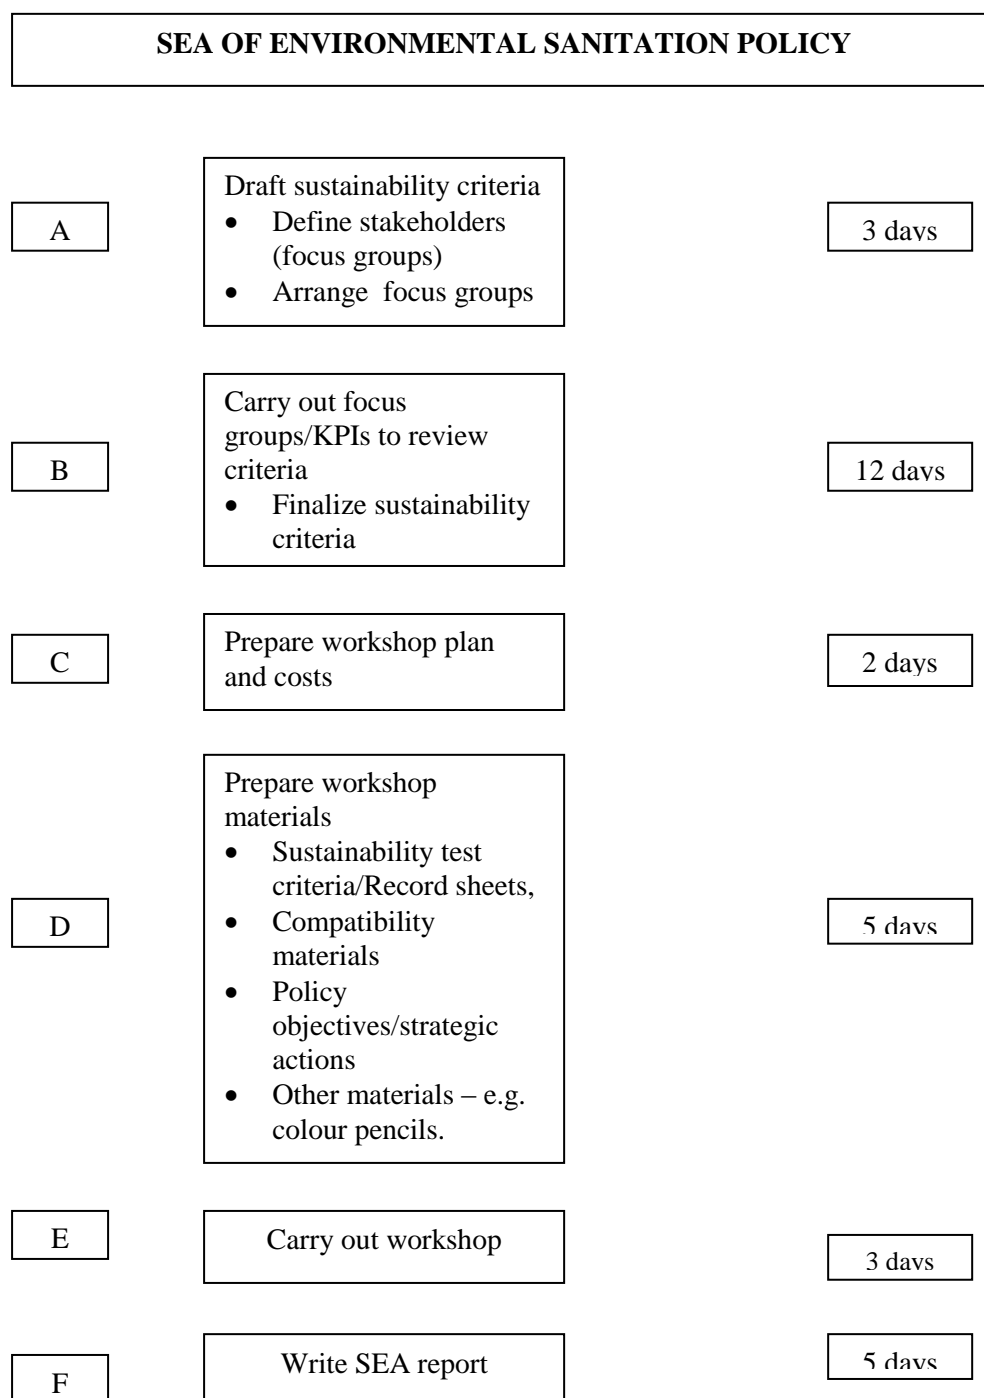 SEA OF ENVIRONMENTAL SANITATION POLICY
A
Draft sustainability criteria
• Define stakeholders
(focus groups)
• Arrange focus groups
3 days
B
Carry out focus
groups/KPIs to review
criteria
• Finalize sustainability
criteria
12 days
C
Prepare workshop plan
and costs
2 days
D
Prepare workshop
materials
• Sustainability test
criteria/Record sheets,
• Compatibility
materials
• Policy
objectives/strategic
actions
• Other materials – e.g.
colour pencils.
5 days
E
Carry out workshop
3 days
F
Write SEA report
5 days